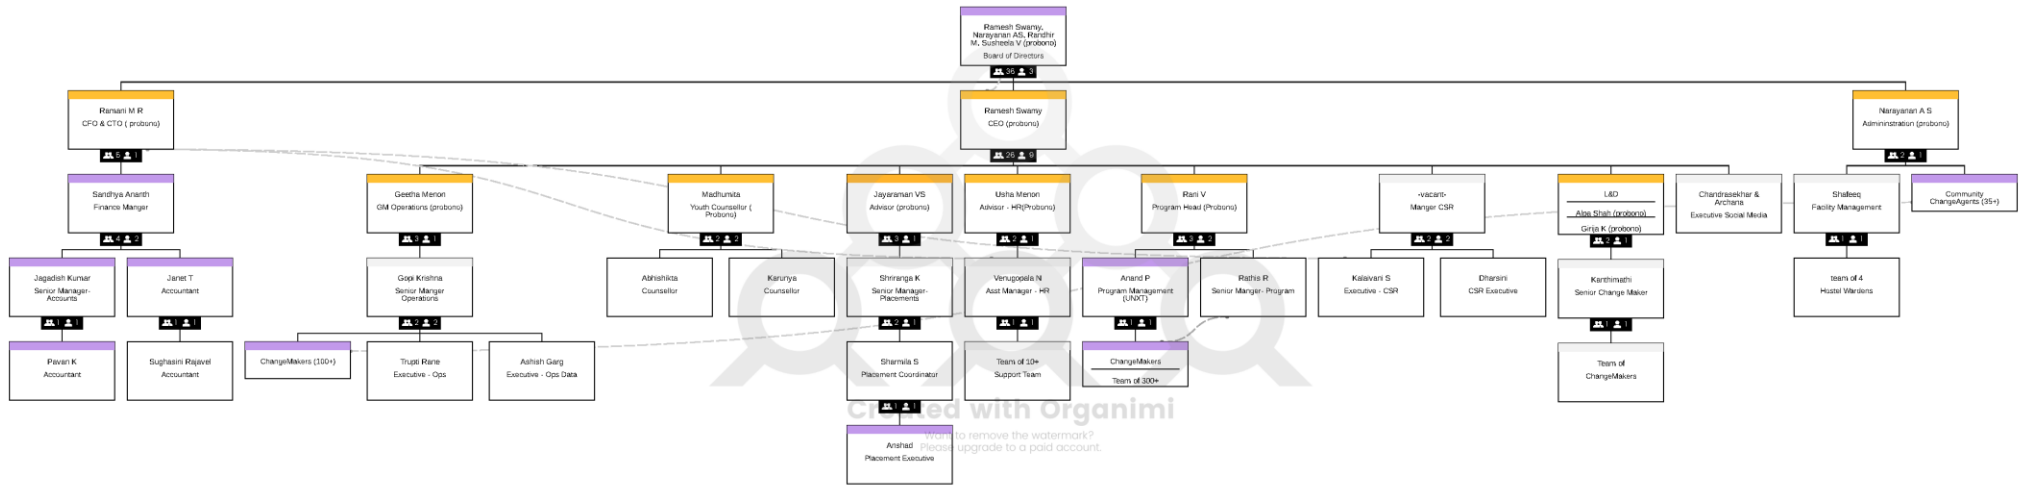 Ramesh Swamy,
Narayanan AS, Randhir
M, Susheela V (probono)
Board of Directors
36 3
Ramani M R
CFO & CTO ( probono)
5 1
Ramesh Swamy
CEO (probono)
26 9
Narayanan A S
Admininstration (probono)
2 1
Sandhya Ananth
Finance Manger
4 2
Geetha Menon
GM Operations (probono)
3 1
Madhumita
Youth Counsellor (
Probono)
2 2
Jayaraman VS
Advisor (probono)
3 1
Usha Menon
Advisor - HR(Probono)
2 1
Rani V
Program Head (Probono)
3 2
-vacant-
Manger CSR
2 2
L&D
Alpa Shah (probono)
Girija K (probono)
2 1
Chandrasekhar &
Archana
Executive Social Media
Shafeeq
Facility Management
1 1
Community
ChangeAgents (35+)
Jagadish Kumar
Senior Manager-
Accounts
1 1
Janet T
Accountant
1 1
Gopi Krishna
Senior Manger
Operations
2 2
Abhishikta
Counsellor
Karunya
Counsellor
Shriranga K
Senior Manager-
Placements
2 1
Venugopala N
Asst Manager - HR
1 1
Anand P
Program Management
(UNXT)
1 1
Rathis R
Senior Manger- Program
Kalaivani S
Executive - CSR
Dharsini
CSR Executive
Kanthimathi
Senior Change Maker
1 1
team of 4
Hostel Wardens
Pavan K
Accountant
Sughasini Rajavel
Accountant
ChangeMakers (100+)
Trupti Rane
Executive - Ops
Ashish Garg
Executive - Ops Data
Sharmila S
Placement Coordinator
1 1
Team of 10+
Support Team
ChangeMakers
Team of 300+
Team of
ChangeMakers
Anshad
Placement Executive
Created with Organimi
Want to remove the watermark?
Please upgrade to a paid account.